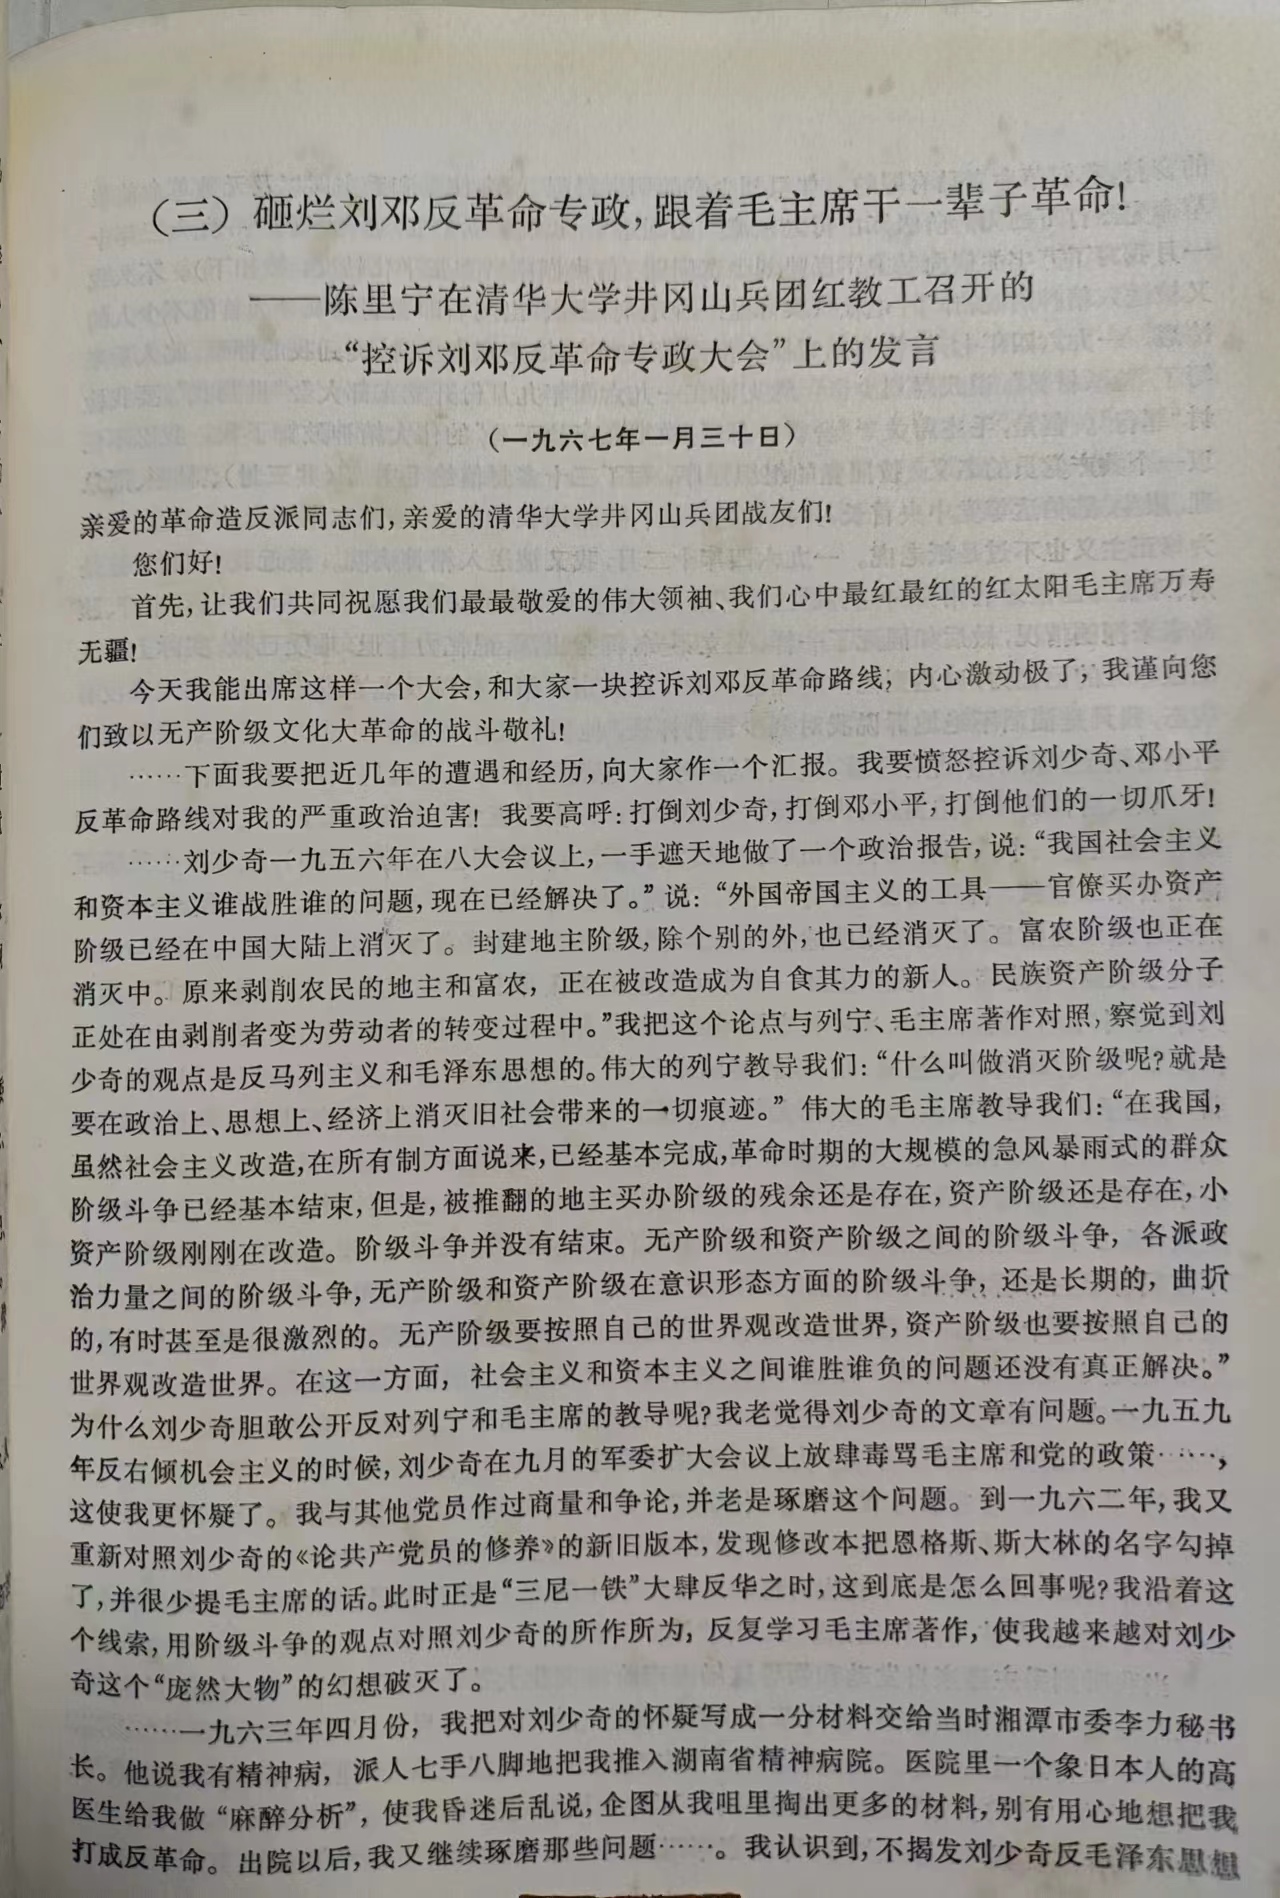 （三）砸烂刘邓反革命专政，跟着毛主席干一辈子革命！
——陈里宁在清华大学井冈山兵团红教工召开的
“控诉刘邓反革命专政大会”上的发言
（一九六七年一月三十日）
亲爱的革命造反派同志们，亲爱的清华大学井冈山兵团战友们！
您们好！
首先，让我们共同祝愿我们最最敬爱的伟大领袖、我们心中最红最红的红太阳毛主席万寿
无疆！
今天我能出席这样一个大会，和大家一块控诉刘邓反革命路线，内心激动极了，我谨向您
们致以无产阶级文化大革命的战斗敬礼！
……下面我要把近几年的遭遇和经历，向大家作一个汇报。我要愤怒控诉刘少奇、邓小平
反革命路线对我的严重政治迫害！我要高呼：打倒刘少奇，打倒邓小平，打倒他们的一切爪牙！
……刘少奇一九五六年在八大会议上，一手遮天地做了一个政治报告，说：“我国社会主义
和资本主义谁战胜谁的问题，现在已经解决了。”说：“外国帝国主义的工具——官僚买办资产
阶级已经在中国大陆上消灭了。封建地主阶级，除个别的外，也已经消灭了。富农阶级也正在
消灭中。原来剥削农民的地主和富农，正在被改造成为自食其力的新人。民族资产阶级分子
正处在由剥削者变为劳动者的转变过程中。”我把这个论点与列宁、毛主席著作对照，察觉到刘
少奇的观点是反马列主义和毛泽东思想的。伟大的列宁教导我们：“什么叫做消灭阶级呢？就是
要在政治上、思想上、经济上消灭旧社会带来的一切痕迹。”伟大的毛主席教导我们：“在我国，
虽然社会主义改造，在所有制方面说来，已经基本完成，革命时期的大规模的急风暴雨式的群众
阶级斗争已经基本结束，但是，被推翻的地主买办阶级的残余还是存在，资产阶级还是存在，小
资产阶级刚刚在改造。阶级斗争并没有结束。无产阶级和资产阶级之间的阶级斗争，各派政
治力量之间的阶级斗争，无产阶级和资产阶级在意识形态方面的阶级斗争，还是长期的，曲折
的，有时甚至是很激烈的。无产阶级要按照自己的世界观改造世界，资产阶级也要按照自己的
世界观改造世界。在这一方面，社会主义和资本主义之间谁胜谁负的问题还没有真正解决。”
为什么刘少奇胆敢公开反对列宁和毛主席的教导呢？我老觉得刘少奇的文章有问题。一九五九
年反右倾机会主义的时候，刘少奇在九月的军委扩大会议上放肆毒骂毛主席和党的政策……，
这使我更怀疑了。我与其他党员作过商量和争论，并老是琢磨这个问题。到一九六二年，我又
重新对照刘少奇的《论共产党员的修养》的新旧版本，发现修改本把恩格斯、斯大林的名字勾掉
了，并很少提毛主席的话。此时正是“三尼一铁”大肆反华之时，这到底是怎么回事呢？我沿着这
个线索，用阶级斗争的观点对照刘少奇的所作所为，反复学习毛主席著作，使我越来越对刘少
奇这个“庞然大物”的幻想破灭了。
……一九六三年四月份，我把对刘少奇的怀疑写成一分材料交给当时湘潭市委李力秘书
长。他说我有精神病，派人七手八脚地把我推入湖南省精神病院。医院里一个象日本人的高
医生给我做“麻醉分析”，使我昏迷后乱说，企图从我咀里掏出更多的材料，别有用心地想把我
打成反革命。出院以后，我又继续琢磨那些问题……。我认识到，不揭发刘少奇反毛泽东思想